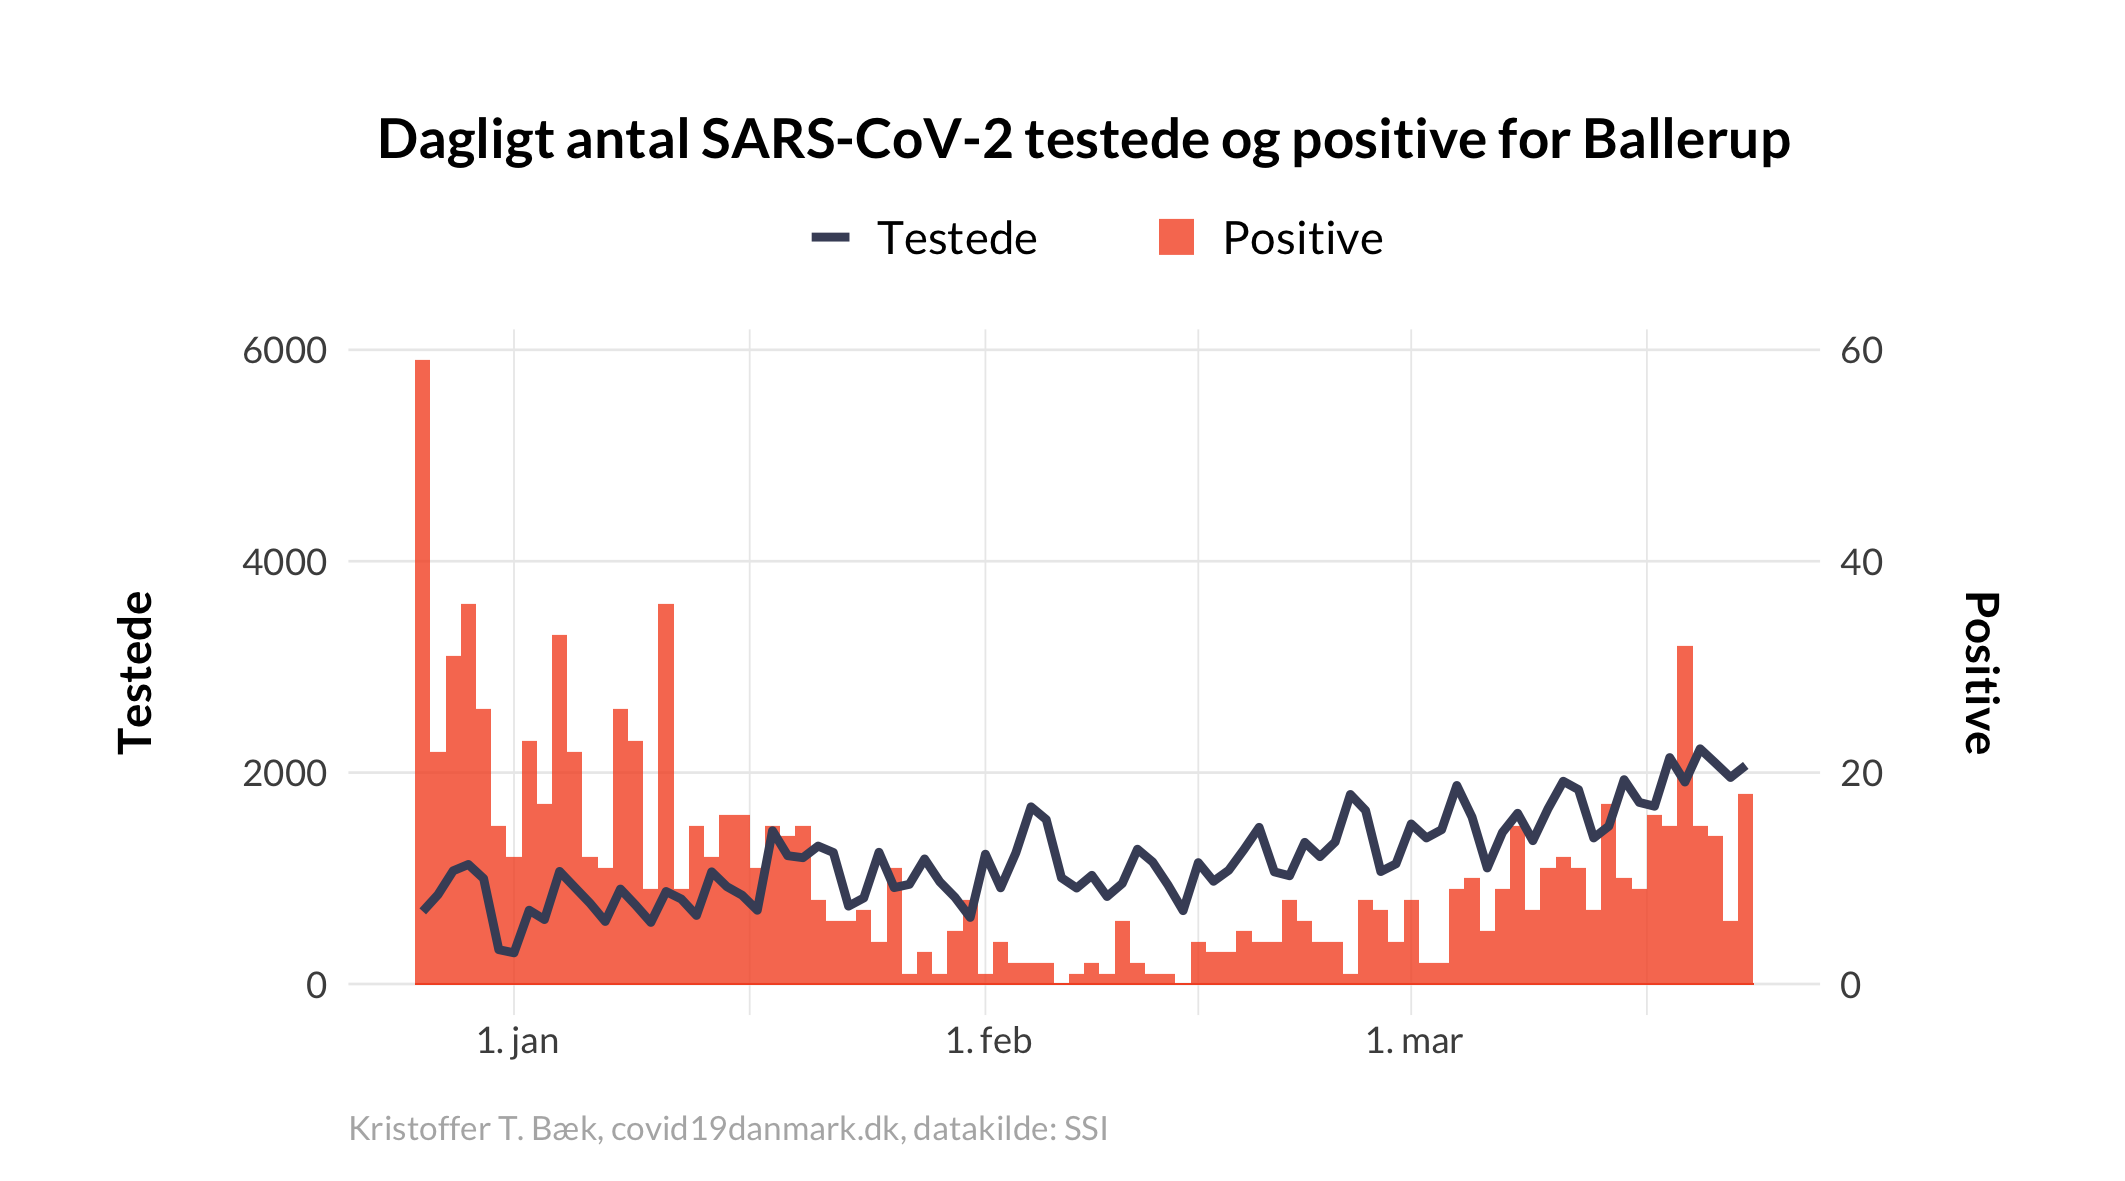 Dagligt antal SARS-CoV-2 testede og positive for Ballerup
Testede
Positive
6000
4000
2000
0
Testede
60
40
20
0
Positive
1. jan
1. feb
1. mar
Kristoffer T. Bæk, covid19danmark.dk, datakilde: SSI